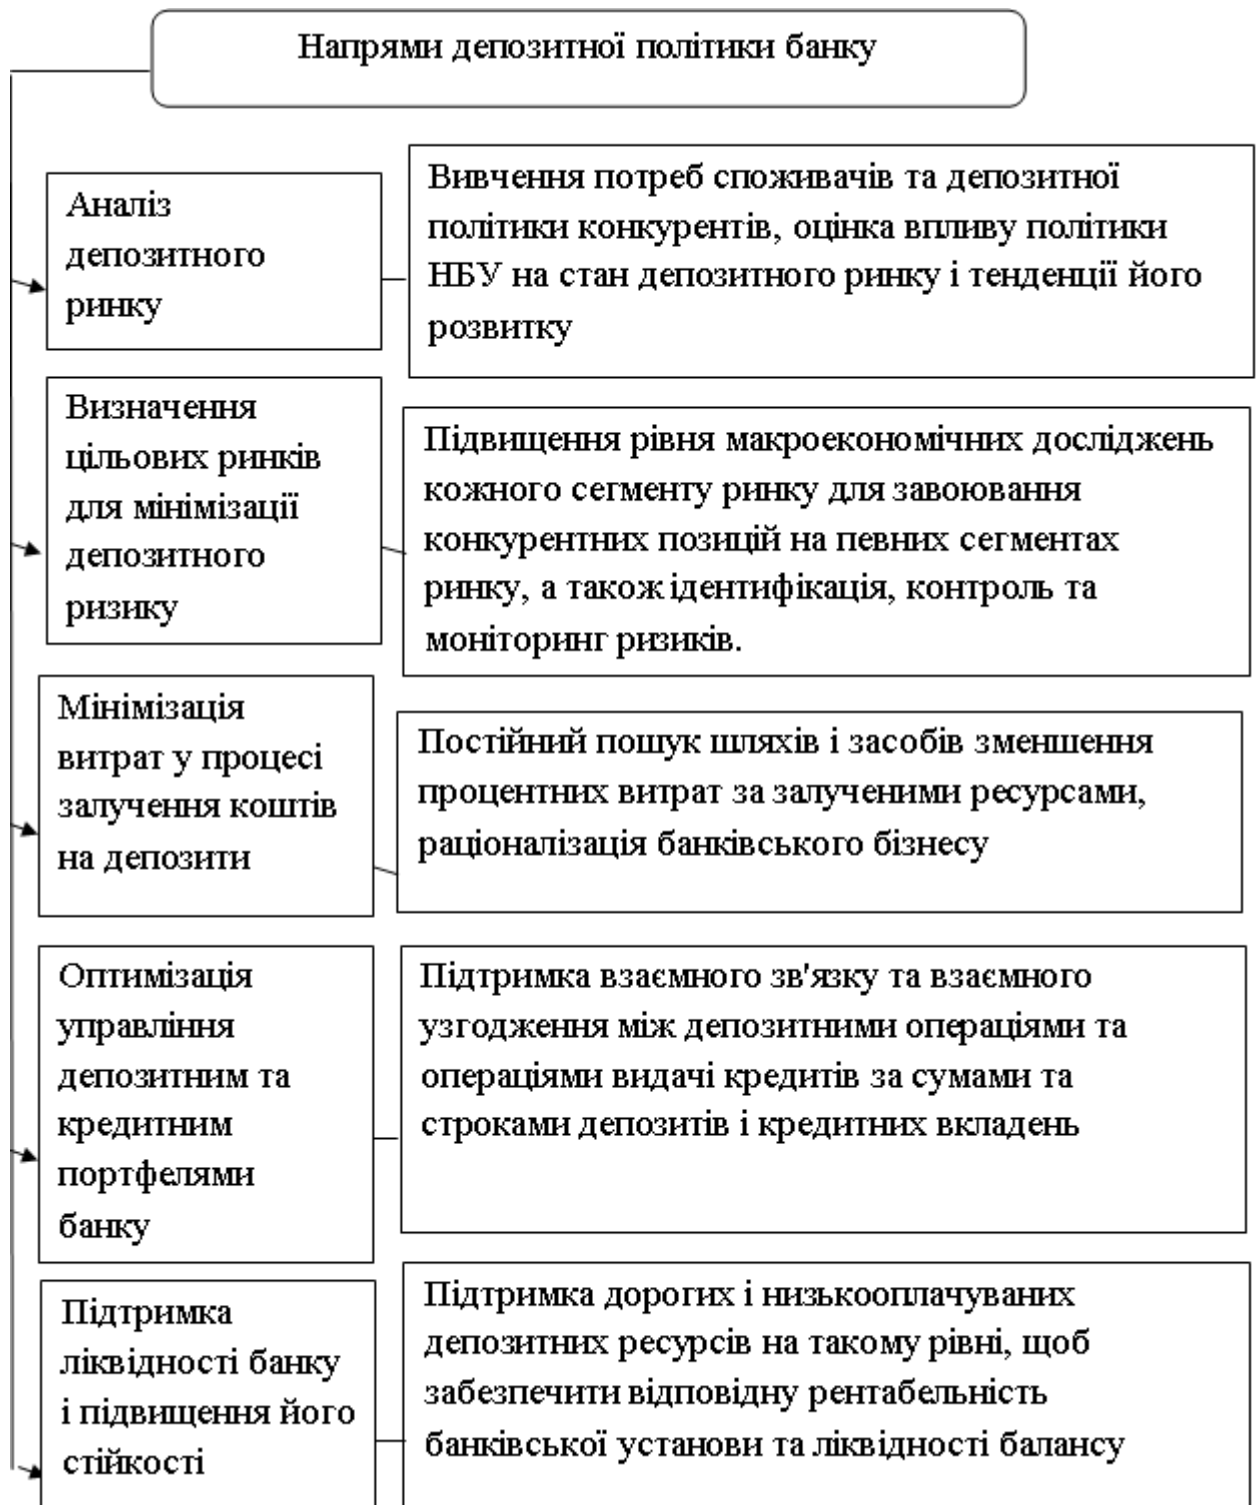 Напрями депозитної політики банку
Аналіз
депозитного
ринку
Вивчення потреб споживачів та депозитної
політики конкурентів, оцінка впливу політики
НБУ на стан депозитного ринку і тенденції його
розвитку
Визначення
цільових ринків
для мінімізації
депозитного
ризику
Підвищення рівня макроекономічних досліджень
кожного сегменту ринку для завоювання
конкурентних позицій на певних сегментах
ринку, а також ідентифікація, контроль та
моніторинг ризиків.
Мінімізація
витрат у процесі
залучення коштів
на депозити
Постійний пошук шляхів і засобів зменшення
процентних витрат за залученими ресурсами,
раціоналізація банківського бізнесу
Оптимізація
управління
депозитним та
кредитним
портфелями
банку
Підтримка взаємного зв'язку та взаємного
узгодження між депозитними операціями та
операціями видачі кредитів за сумами та
строками депозитів і кредитних вкладень
Підтримка
ліквідності банку
і підвищення його
стійкості
Підтримка дорогих і низькооплачуваних
депозитних ресурсів на такому рівні, щоб
забезпечити відповідну рентабельність
банківської установи та ліквідності балансу